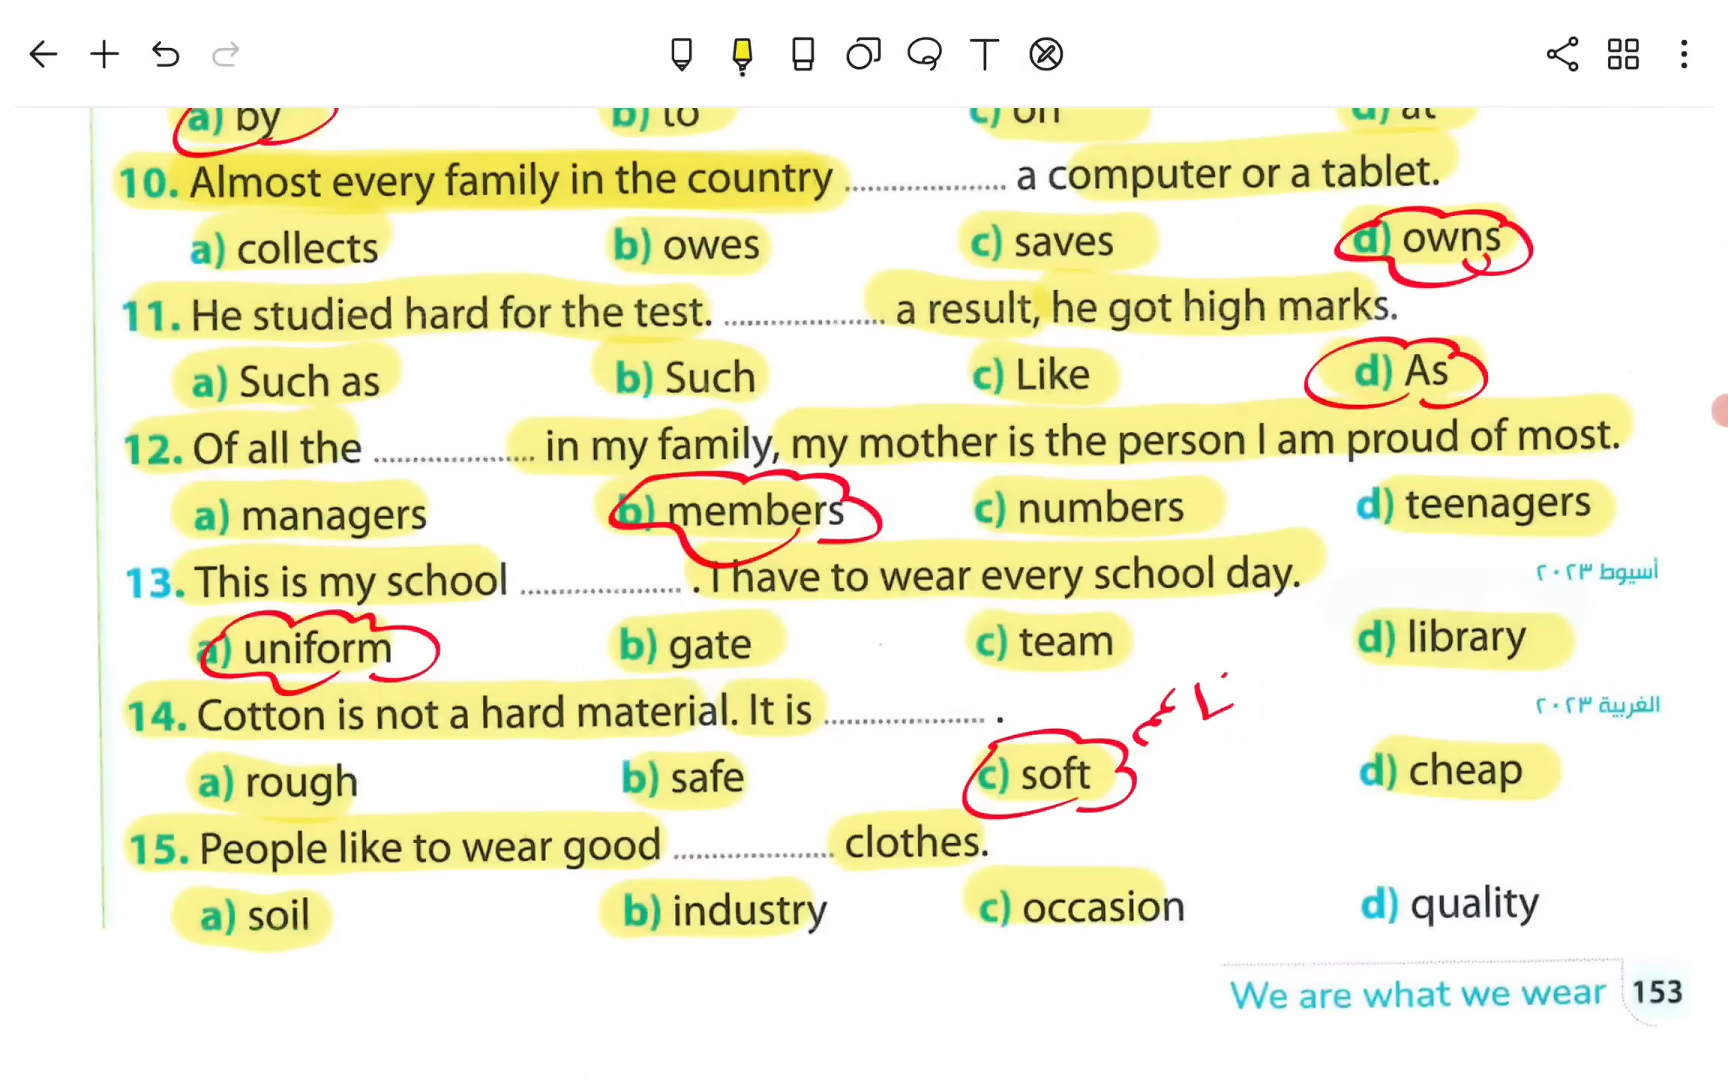 a) by b) to c) on d) at
10. Almost every family in the country .................. a computer or a tablet.
a) collects b) owes c) saves d) owns
11. He studied hard for the test. .................. a result, he got high marks.
a) Such as b) Such c) Like d) As
12. Of all the .................. in my family, my mother is the person I am proud of most.
a) managers b) members c) numbers d) teenagers
13. This is my school .................. . I have to wear every school day. أسيوط ٢٠٢٣
a) uniform b) gate c) team d) library
14. Cotton is not a hard material. It is .................. . الغربية ٢٠٢٣
a) rough b) safe c) soft d) cheap
15. People like to wear good .................. clothes.
a) soil b) industry c) occasion d) quality
We are what we wear 153